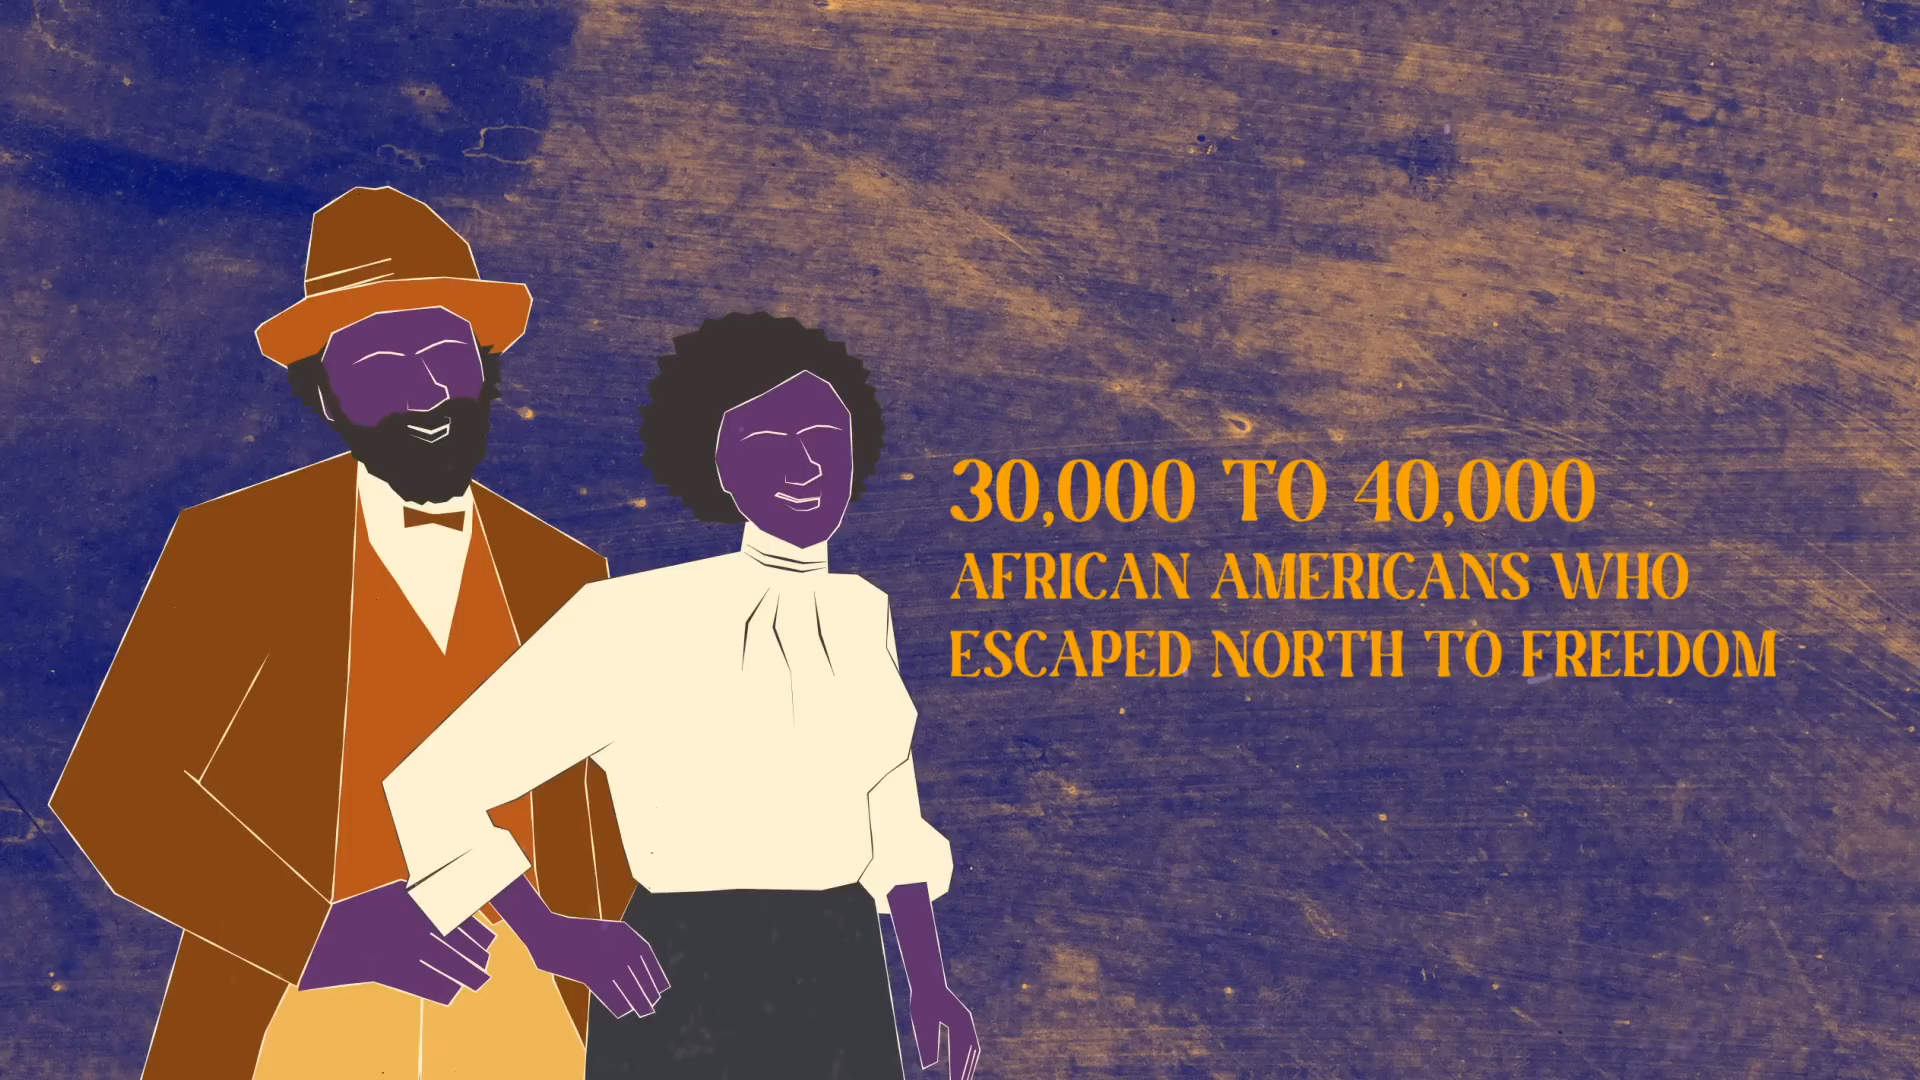 30,000 TO 40,000
AFRICAN AMERICANS WHO
ESCAPED NORTH TO FREEDOM